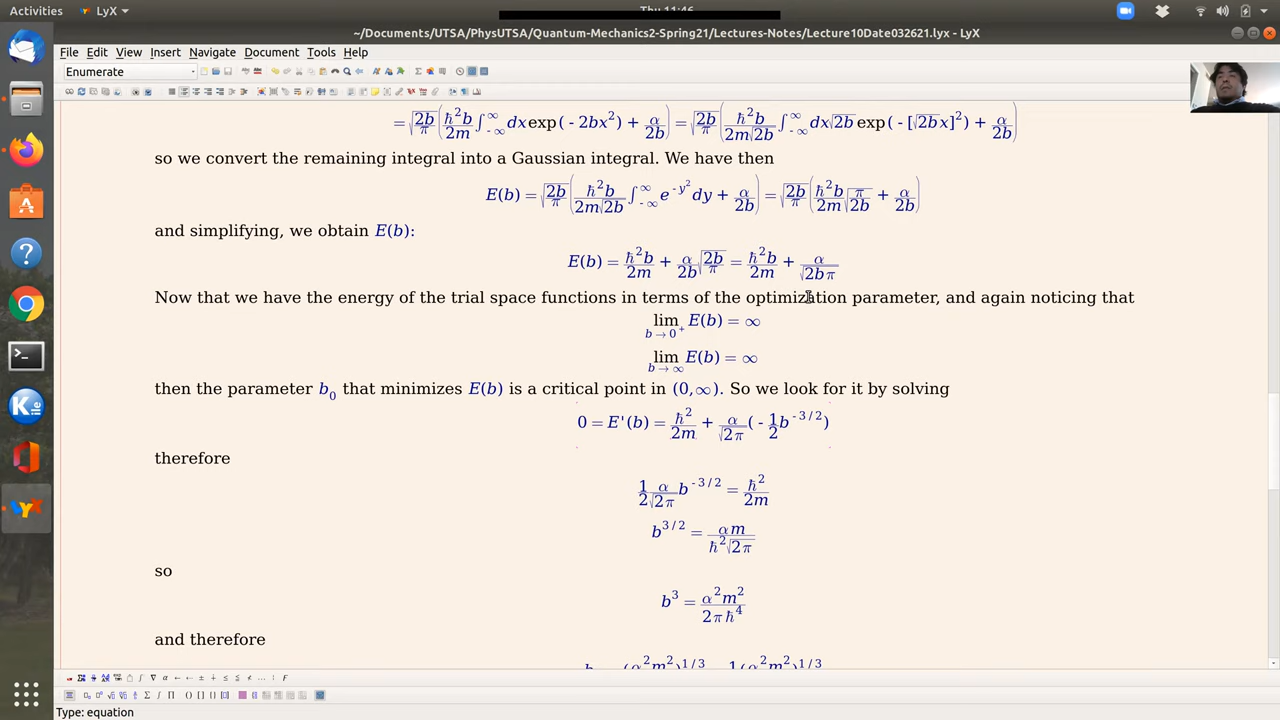 Activities LyX Thu 11:46
~/Documents/UTSA/PhysUTSA/Quantum-Mechanics2-Spring21/Lectures-Notes/Lecture10Date032621.lyx - LyX
File Edit View Insert Navigate Document Tools Help
Enumerate
= √(2b/π) (ħ²b/2m ∫_{-∞}^{∞} dx exp(-2bx²) + α/2b) = √(2b/π) (ħ²b/2m√2b ∫_{-∞}^{∞} dx√2b exp(-[√2bx]²) + α/2b)
so we convert the remaining integral into a Gaussian integral. We have then
E(b) = √(2b/π) (ħ²b/2m√2b ∫_{-∞}^{∞} e^{-y²} dy + α/2b) = √(2b/π) (ħ²b/2m √(π/2b) + α/2b)
and simplifying, we obtain E(b):
E(b) = ħ²b/2m + α/2b √(2b/π) = ħ²b/2m + α/√2bπ
Now that we have the energy of the trial space functions in terms of the optimization parameter, and again noticing that
lim_{b→0⁺} E(b) = ∞
lim_{b→∞} E(b) = ∞
then the parameter b₀ that minimizes E(b) is a critical point in (0,∞). So we look for it by solving
0 = E'(b) = ħ²/2m + α/√2π (-1/2 b^{-3/2})
therefore
1/2 α/√2π b^{-3/2} = ħ²/2m
b^{3/2} = αm/ħ²√2π
so
b³ = α²m²/2πħ⁴
and therefore
Type: equation